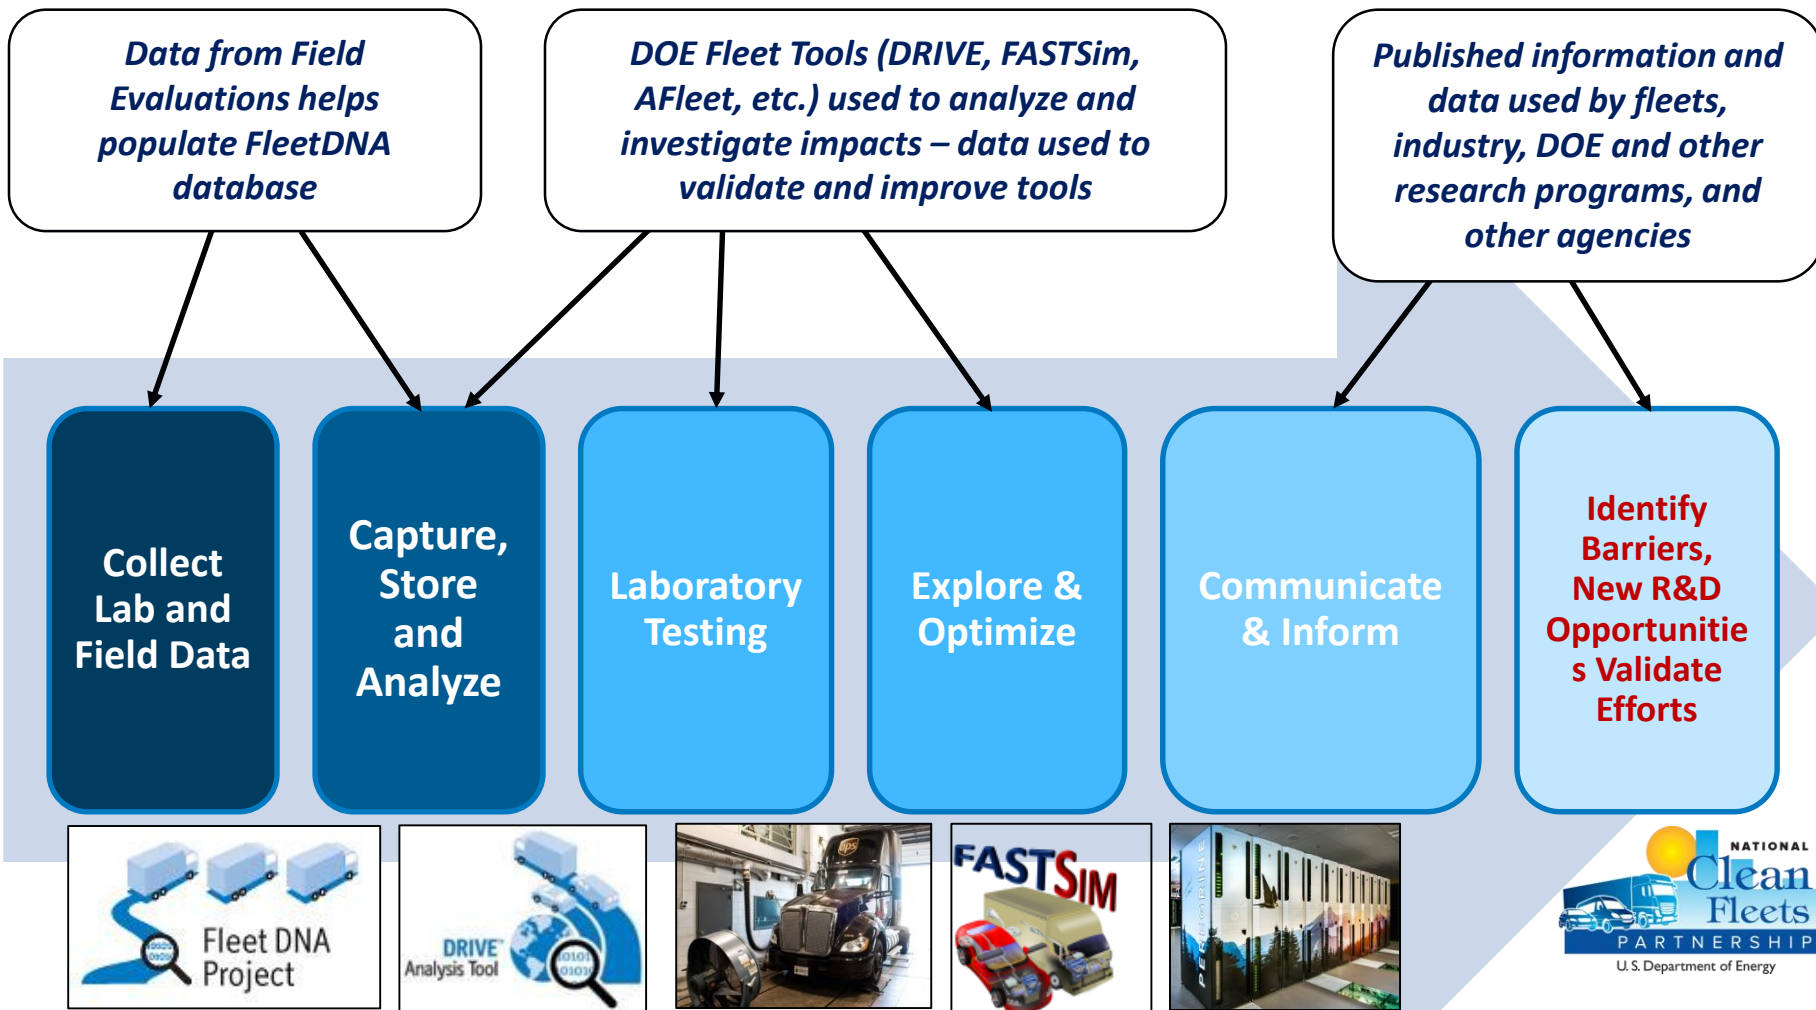 Data from Field
Evaluations helps
populate FleetDNA
database
DOE Fleet Tools (DRIVE, FASTSim,
AFleet, etc.) used to analyze and
investigate impacts – data used to
validate and improve tools
Published information and
data used by fleets,
industry, DOE and other
research programs, and
other agencies
Collect
Lab and
Field Data
Capture,
Store
and
Analyze
Laboratory
Testing
Explore &
Optimize
Communicate
& Inform
Identify
Barriers,
New R&D
Opportunitie
s Validate
Efforts
Fleet DNA
Project
DRIVE™
Analysis Tool
ups
FASTSIM
PEREGRINE
NATIONAL
Clean
Fleets
PARTNERSHIP
U.S. Department of Energy